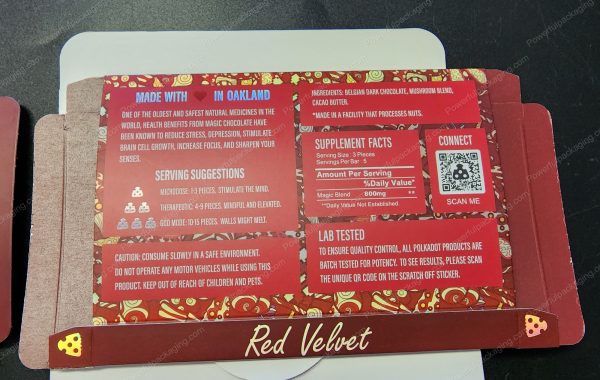 MADE WITH ❤ IN OAKLAND
ONE OF THE OLDEST AND SAFEST NATURAL MEDICINES IN THE
WORLD, HEALTH BENEFITS FROM MAGIC CHOCOLATE HAVE
BEEN KNOWN TO REDUCE STRESS, DEPRESSION, STIMULATE
BRAIN CELL GROWTH, INCREASE FOCUS, AND SHARPEN YOUR
SENSES.
SERVING SUGGESTIONS
MICRODOSE: 1-3 PIECES, STIMULATE THE MIND.
THERAPEUTIC: 4-9 PIECES, MINDFUL AND ELEVATED.
GOD MODE: 10-15 PIECES, WALLS MIGHT MELT.
CAUTION: CONSUME SLOWLY IN A SAFE ENVIRONMENT.
DO NOT OPERATE ANY MOTOR VEHICLES WHILE USING THIS
PRODUCT. KEEP OUT OF REACH OF CHILDREN AND PETS.
INGREDIENTS: BELGIAN DARK CHOCOLATE, MUSHROOM BLEND,
CACAO BUTTER.
*MADE IN A FACILITY THAT PROCESSES NUTS.
SUPPLEMENT FACTS
Serving Size : 3 Pieces
Servings Per Bar 5
Amount Per Serving
%Daily Value*
Magic Blend 800mg **
**Daily Value Not Established
CONNECT
SCAN ME
LAB TESTED
TO ENSURE QUALITY CONTROL, ALL POLKADOT PRODUCTS ARE
BATCH TESTED FOR POTENCY. TO SEE RESULTS, PLEASE SCAN
THE UNIQUE QR CODE ON THE SCRATCH OFF STICKER.
Red Velvet
Powerfulpackaging.com